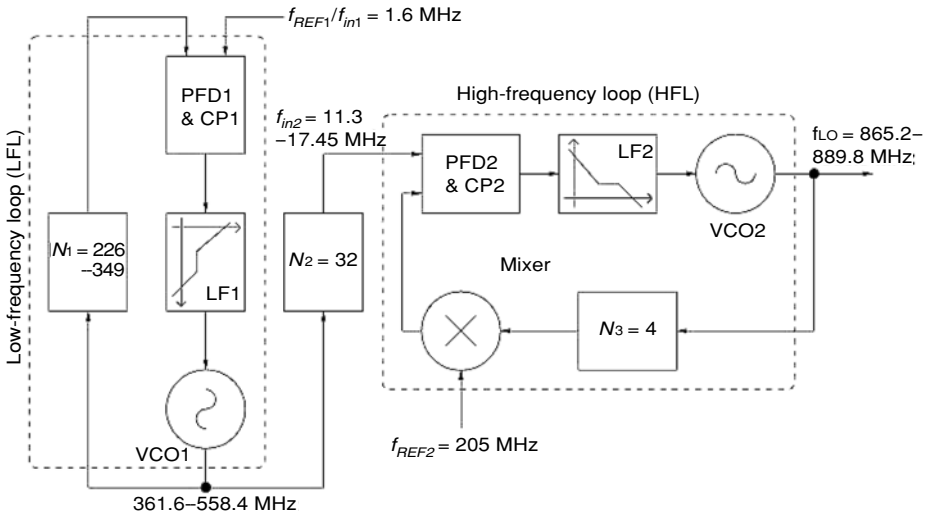 fREF1/fin1 = 1.6 MHz
Low-frequency loop (LFL)
PFD1
& CP1
N1 = 226
--349
LF1
VCO1
361.6–558.4 MHz
fin2 = 11.3
–17.45 MHz
N2 = 32
High-frequency loop (HFL)
PFD2
& CP2
LF2
VCO2
fLO = 865.2–
889.8 MHz;
Mixer
N3 = 4
fREF2 = 205 MHz